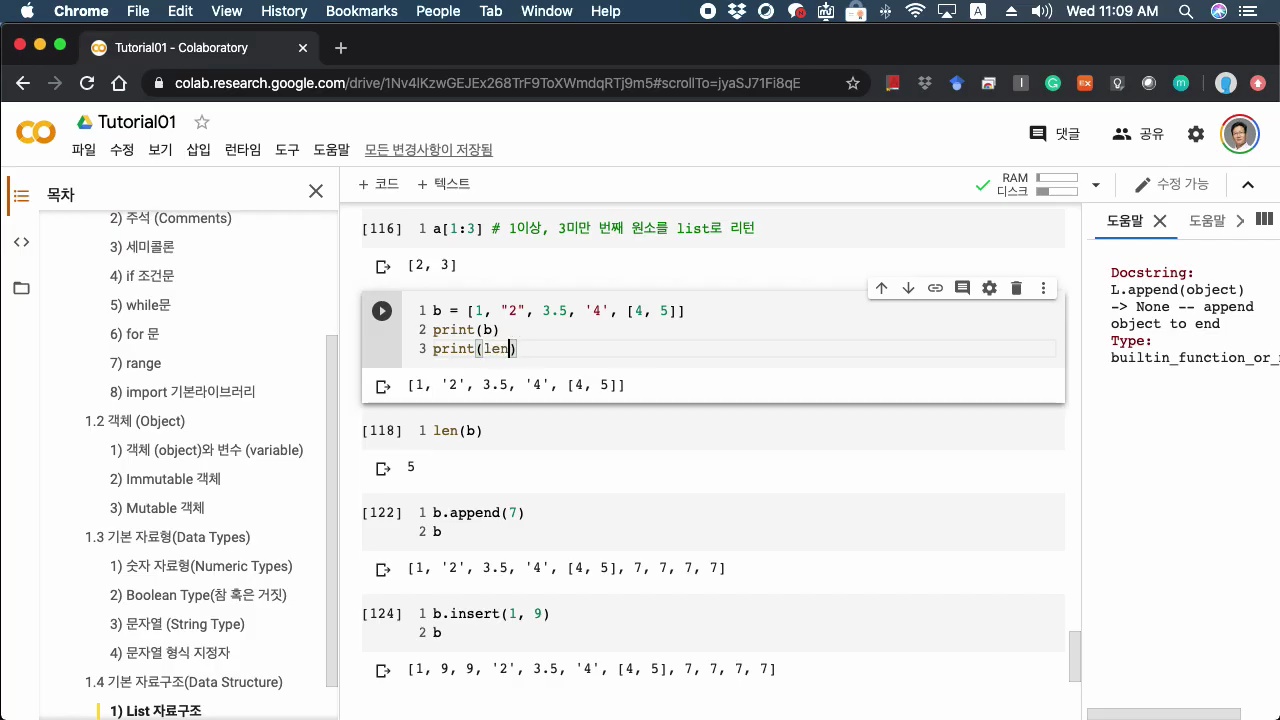 Chrome File Edit View History Bookmarks People Tab Window Help Wed 11:09 AM
Tutorial01 - Colaboratory
colab.research.google.com/drive/1Nv4lKzwGEJEx268TrF9ToXWmdqRTj9m5#scrollTo=jyaSJ71Fi8qE
Tutorial01
댓글 공유
파일 수정 보기 삽입 런타임 도구 도움말 모든 변경사항이 저장됨
목차
+ 코드 + 텍스트
RAM
디스크
수정 가능
2) 주석 (Comments)
3) 세미콜론
4) if 조건문
5) while문
6) for 문
7) range
8) import 기본라이브러리
1.2 객체 (Object)
1) 객체 (object)와 변수 (variable)
2) Immutable 객체
3) Mutable 객체
1.3 기본 자료형(Data Types)
1) 숫자 자료형(Numeric Types)
2) Boolean Type(참 혹은 거짓)
3) 문자열 (String Type)
4) 문자열 형식 지정자
1.4 기본 자료구조(Data Structure)
1) List 자료구조
[116] 1 a[1:3] # 1이상, 3미만 번째 원소를 list로 리턴
[2, 3]
1 b = [1, "2", 3.5, '4', [4, 5]]
2 print(b)
3 print(len)
[1, '2', 3.5, '4', [4, 5]]
[118] 1 len(b)
5
[122] 1 b.append(7)
2 b
[1, '2', 3.5, '4', [4, 5], 7, 7, 7, 7]
[124] 1 b.insert(1, 9)
2 b
[1, 9, 9, '2', 3.5, '4', [4, 5], 7, 7, 7, 7]
도움말 도움말
Docstring:
L.append(object)
-> None -- append
object to end
Type:
builtin_function_or_